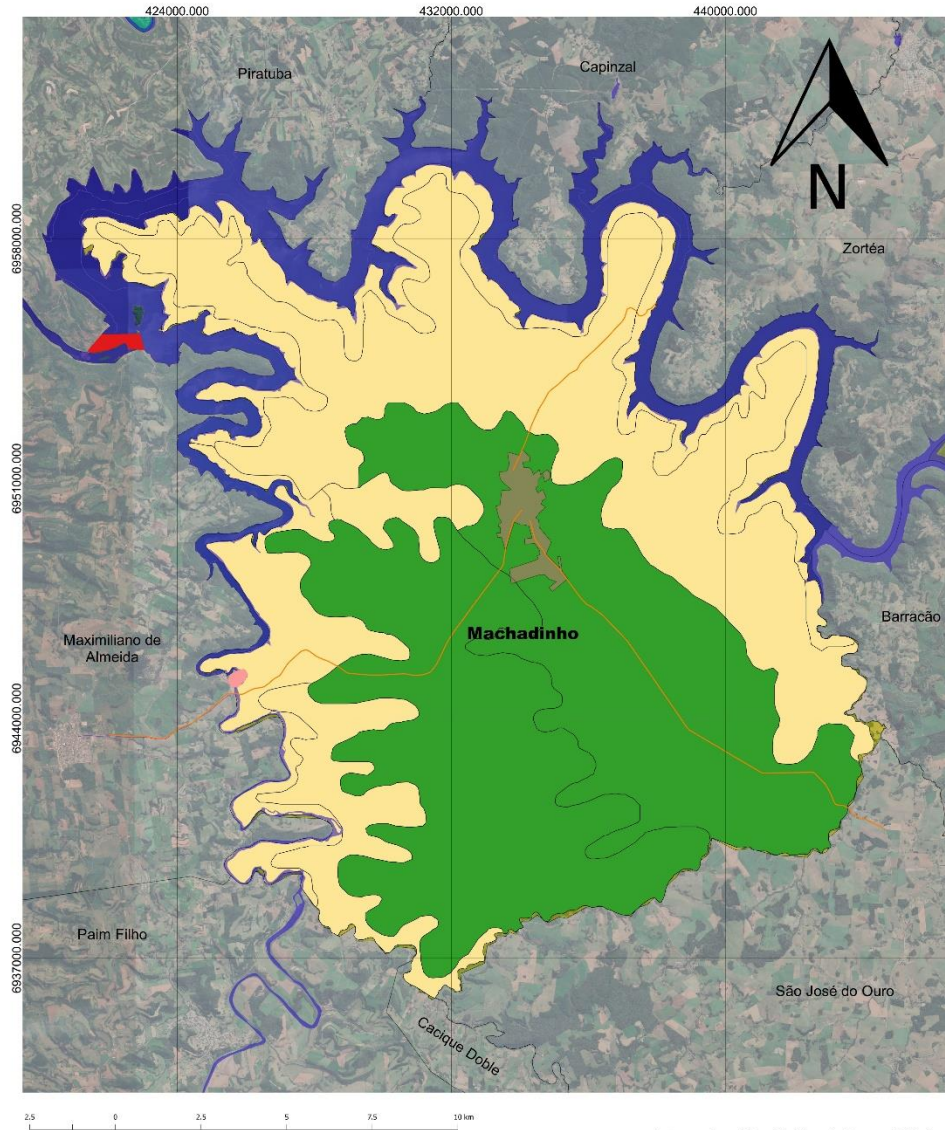 424000.000
432000.000
440000.000
Piratuba
Capinzal
N
6958000.000
Zortéa
6951000.000
Barracão
Machadinho
Maximiliano de
Almeida
6944000.000
Paim Filho
6937000.000
São José do Ouro
Cacique Doble
2.5 0 2.5 5 7.5 10 km